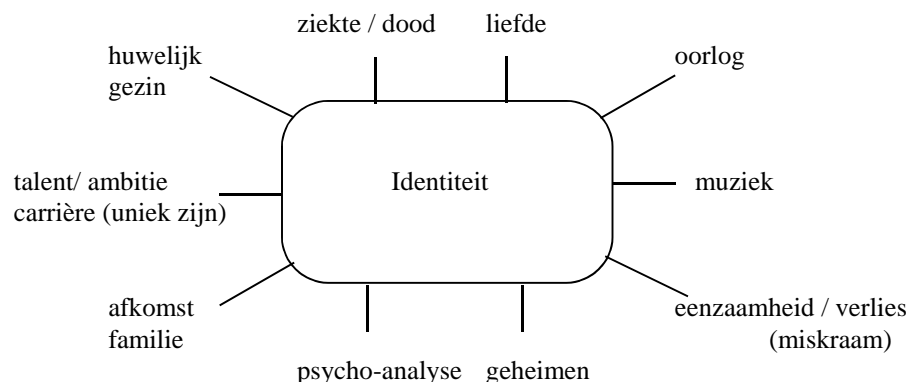 ziekte / dood
liefde
huwelijk
gezin
oorlog
talent/ ambitie
carrière (uniek zijn)
Identiteit
muziek
afkomst
familie
eenzaamheid / verlies
(miskraam)
psycho-analyse
geheimen